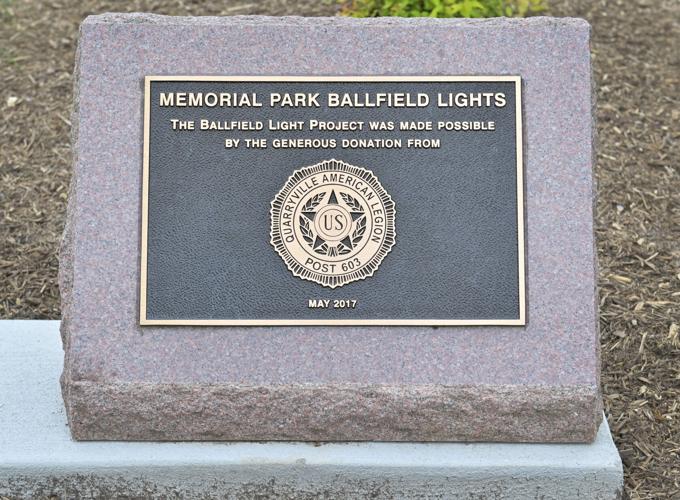 MEMORIAL PARK BALLFIELD LIGHTS
THE BALLFIELD LIGHT PROJECT WAS MADE POSSIBLE
BY THE GENEROUS DONATION FROM
QUARRYVILLE AMERICAN LEGION
US
POST 603
MAY 2017